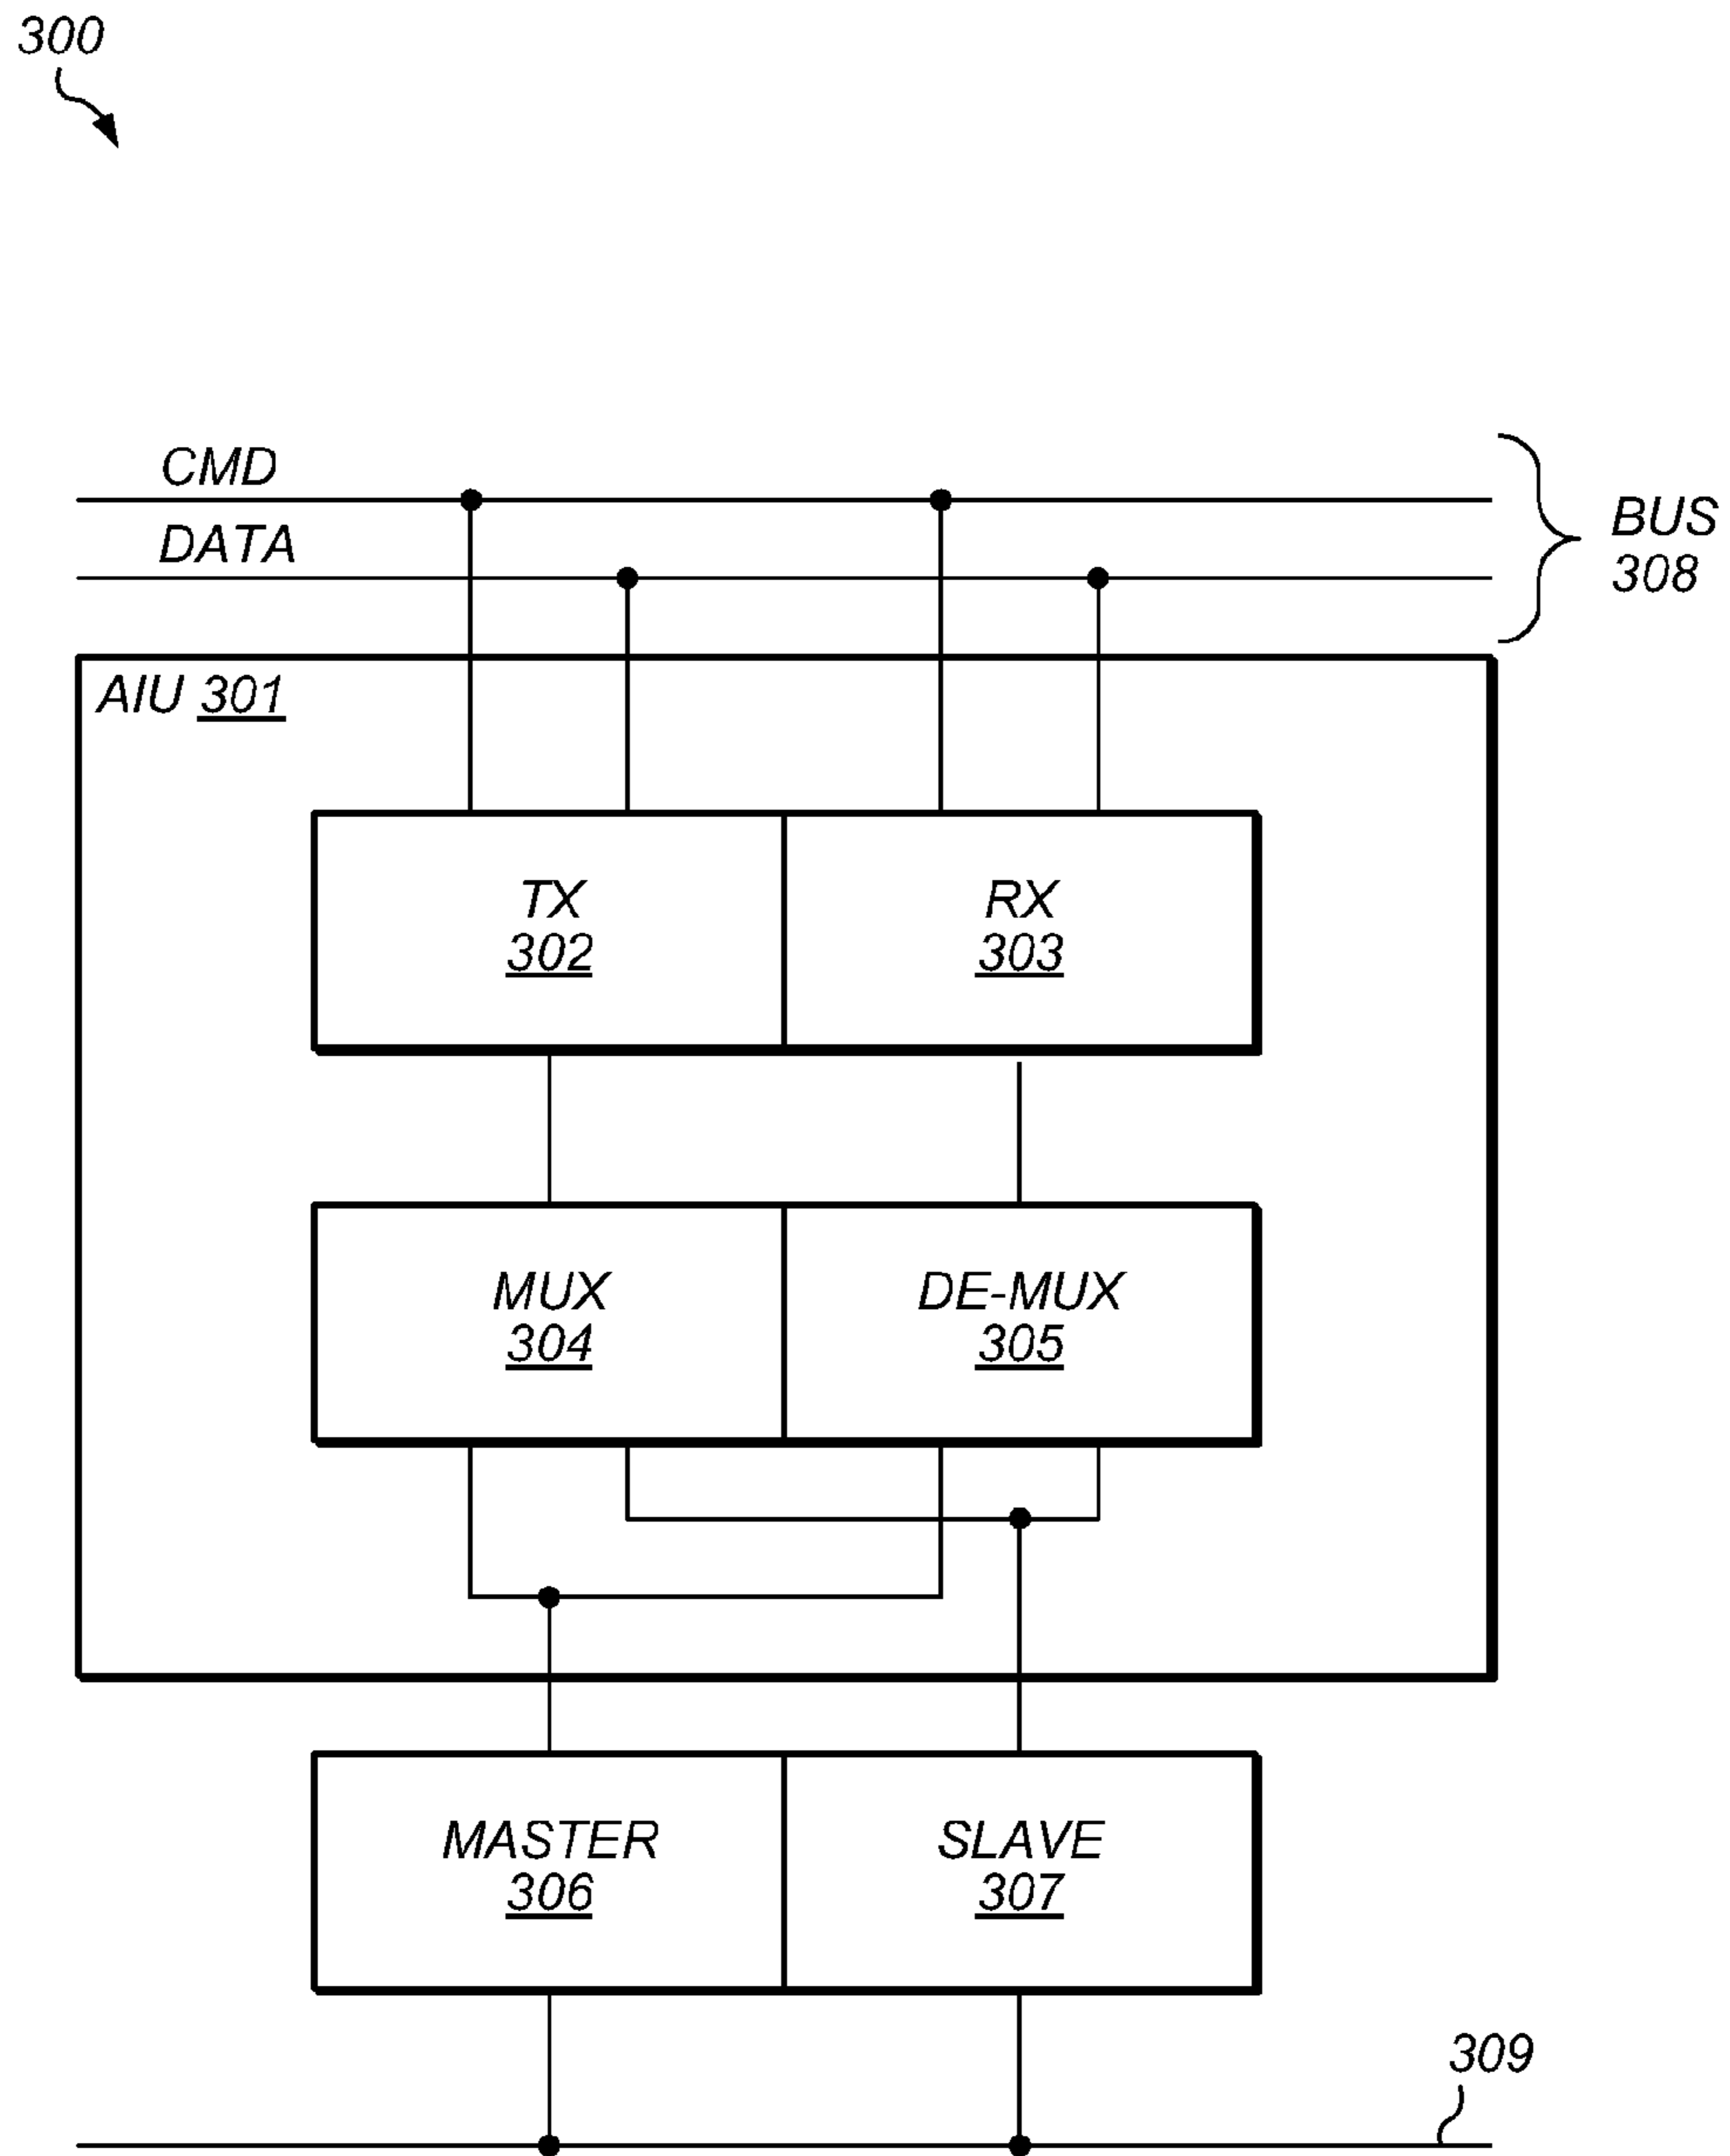 300
CMD
DATA
BUS
308
AIU 301
TX
302
RX
303
MUX
304
DE-MUX
305
MASTER
306
SLAVE
307
309